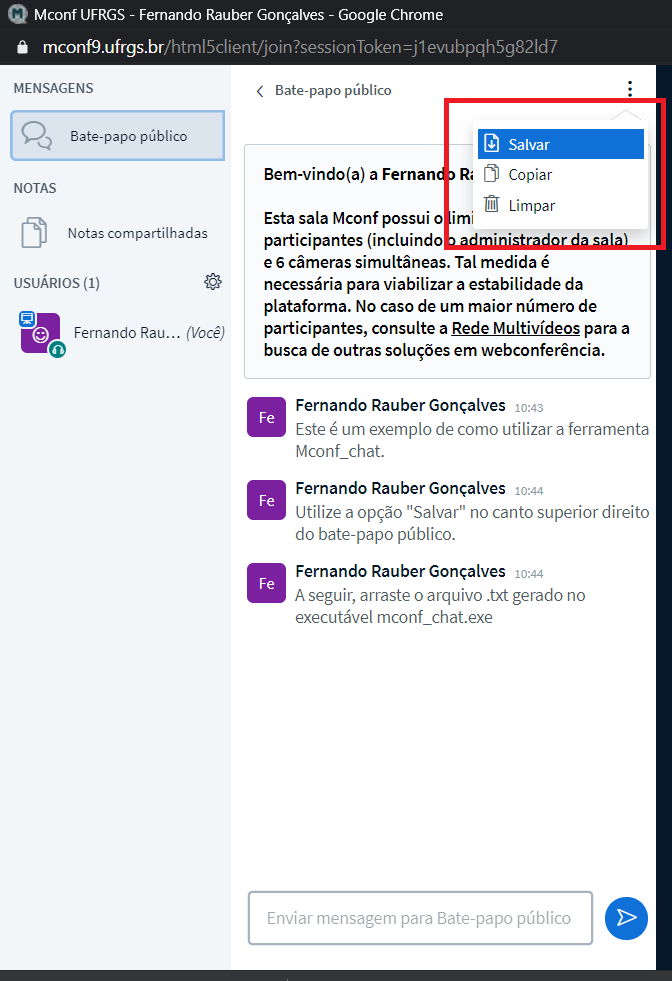 Mconf UFRGS - Fernando Rauber Gonçalves - Google Chrome
mconf9.ufrgs.br/html5client/join?sessionToken=j1evubpqh5g82ld7
MENSAGENS
Bate-papo público
NOTAS
Notas compartilhadas
USUÁRIOS (1)
Fernando Rau... (Você)
Bate-papo público
Salvar
Copiar
Limpar
Bem-vindo(a) a Fernando Ra
Esta sala Mconf possui o
participantes (incluindo o administrador da sala)
e 6 câmeras simultâneas. Tal medida é
necessária para viabilizar a estabilidade da
plataforma. No caso de um maior número de
participantes, consulte a Rede Multivídeos para a
busca de outras soluções em webconferência.
Fe
Fernando Rauber Gonçalves 10:43
Este é um exemplo de como utilizar a ferramenta
Mconf_chat.
Fe
Fernando Rauber Gonçalves 10:44
Utilize a opção "Salvar" no canto superior direito
do bate-papo público.
Fe
Fernando Rauber Gonçalves 10:44
A seguir, arraste o arquivo .txt gerado no
executável mconf_chat.exe
Enviar mensagem para Bate-papo público